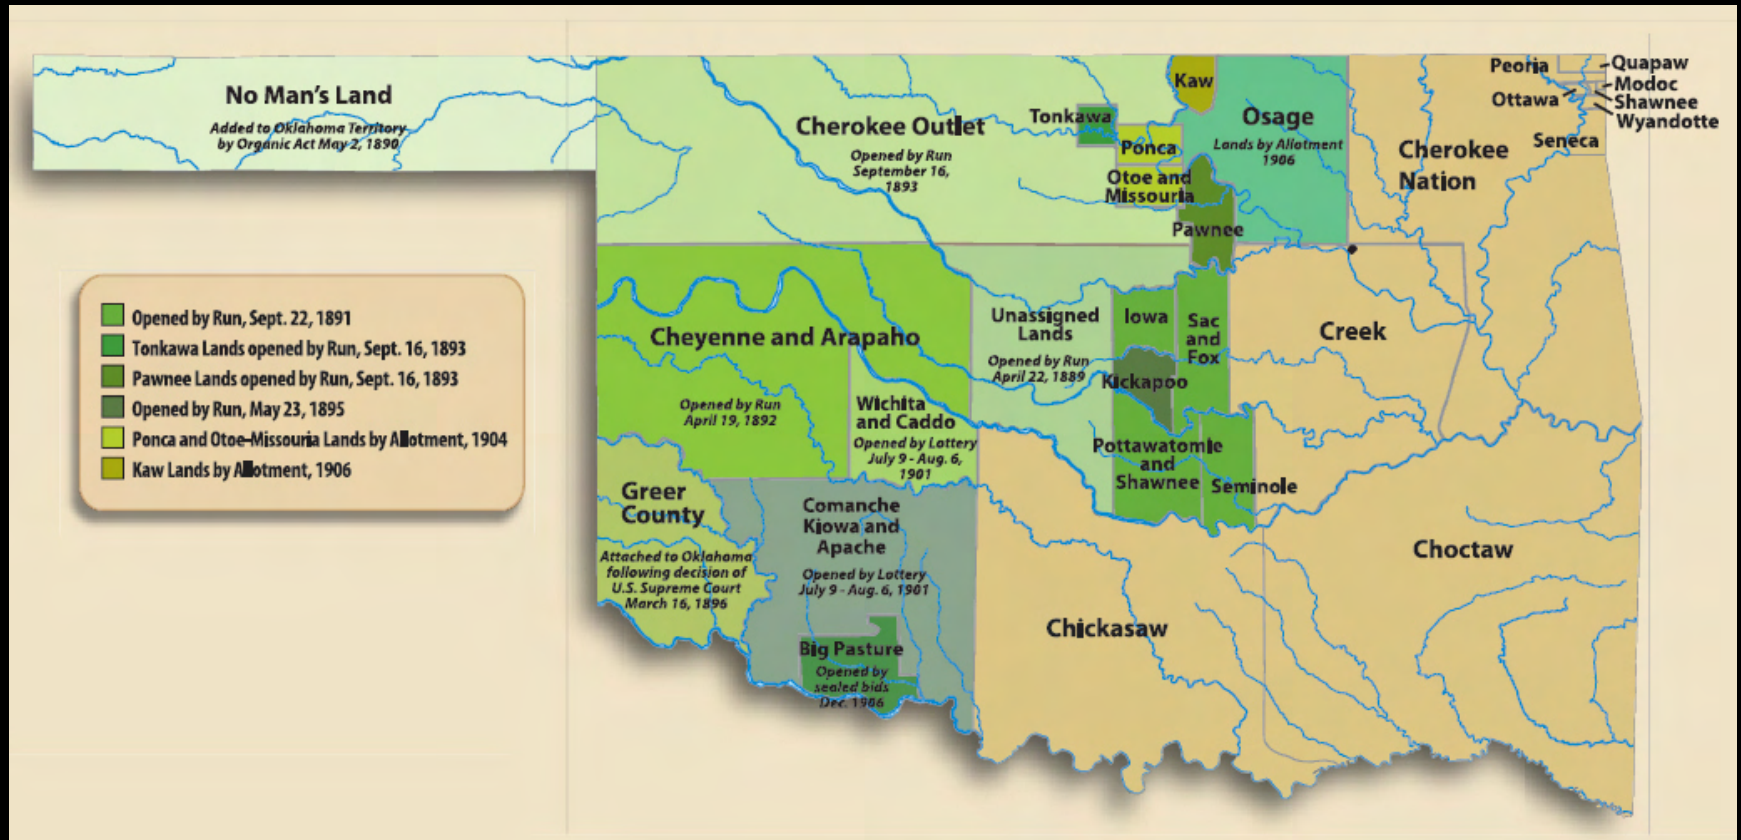 No Man's Land
Added to Oklahoma Territory
by Organic Act May 2, 1890
Cherokee Outlet
Opened by Run
September 16,
1893
Tonkawa
Kaw
Ponca
Otoe and
Missouria
Pawnee
Osage
Lands by Allotment
1906
Cherokee
Nation
Peoria
Quapaw
Modoc
Ottawa
Shawnee
Wyandotte
Seneca
Opened by Run, Sept. 22, 1891
Tonkawa Lands opened by Run, Sept. 16, 1893
Pawnee Lands opened by Run, Sept. 16, 1893
Opened by Run, May 23, 1895
Ponca and Otoe-Missouria Lands by Allotment, 1904
Kaw Lands by Allotment, 1906
Cheyenne and Arapaho
Opened by Run
April 19, 1892
Wichita
and Caddo
Opened by Lottery
July 9 - Aug. 6,
1901
Unassigned
Lands
Opened by Run
April 22, 1889
Iowa
Sac
and
Fox
Kickapoo
Pottawatomie
and
Shawnee
Seminole
Creek
Greer
County
Attached to Oklahoma
following decision of
U.S. Supreme Court
March 16, 1896
Comanche
Kiowa and
Apache
Opened by Lottery
July 9 - Aug. 6, 1901
Big Pasture
Opened by
sealed bids
Dec. 1906
Chickasaw
Choctaw